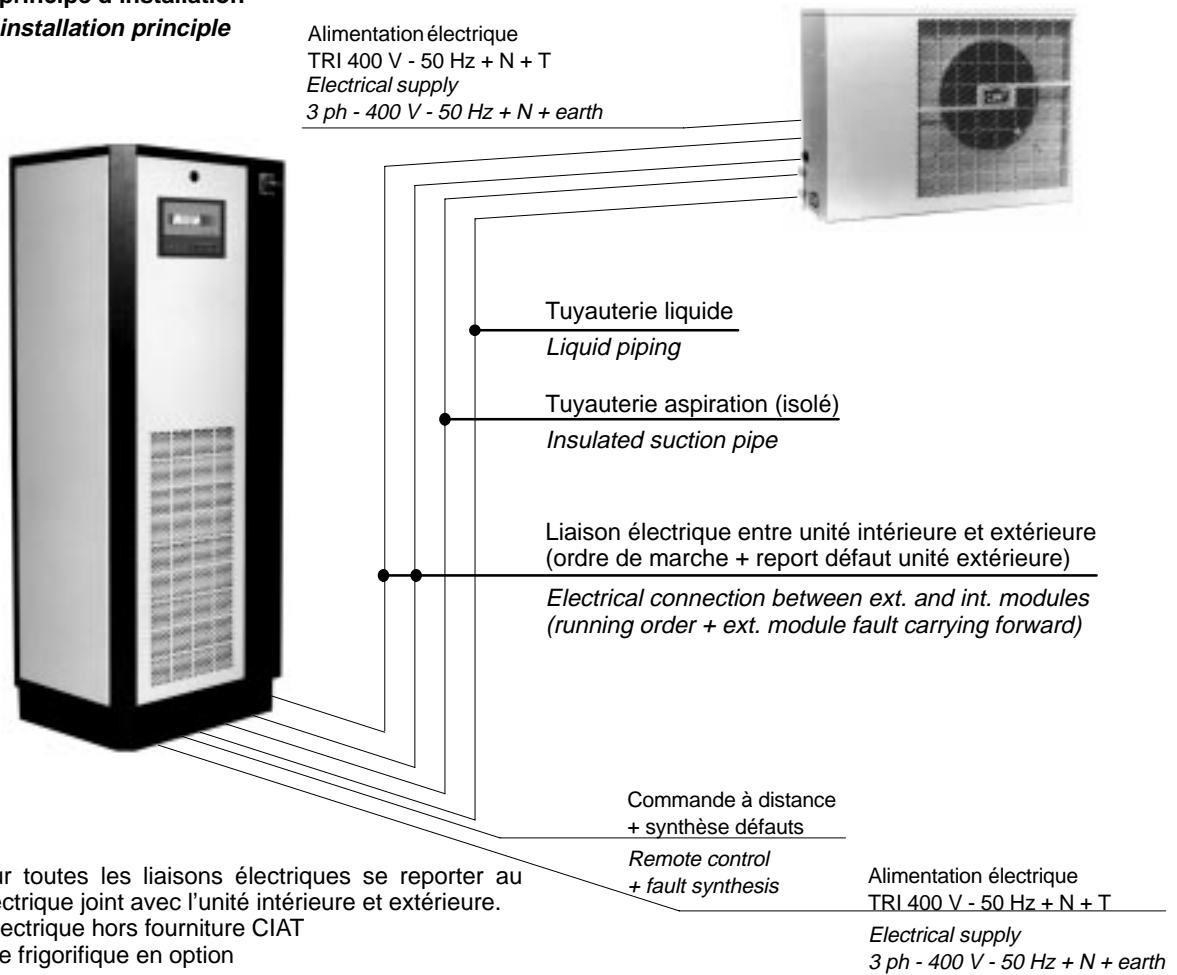 principe d'installation
installation principle
Alimentation électrique
TRI 400 V - 50 Hz + N + T
Electrical supply
3 ph - 400 V - 50 Hz + N + earth
Tuyauterie liquide
Liquid piping
Tuyauterie aspiration (isolé)
Insulated suction pipe
Liaison électrique entre unité intérieure et extérieure
(ordre de marche + report défaut unité extérieure)
Electrical connection between ext. and int. modules
(running order + ext. module fault carrying forward)
Commande à distance
+ synthèse défauts
Remote control
+ fault synthesis
Alimentation électrique
TRI 400 V - 50 Hz + N + T
Electrical supply
3 ph - 400 V - 50 Hz + N + earth
toutes les liaisons électriques se reporter au
joint avec l'unité intérieure et extérieure.
hors fourniture CIAT
frigorifique en option